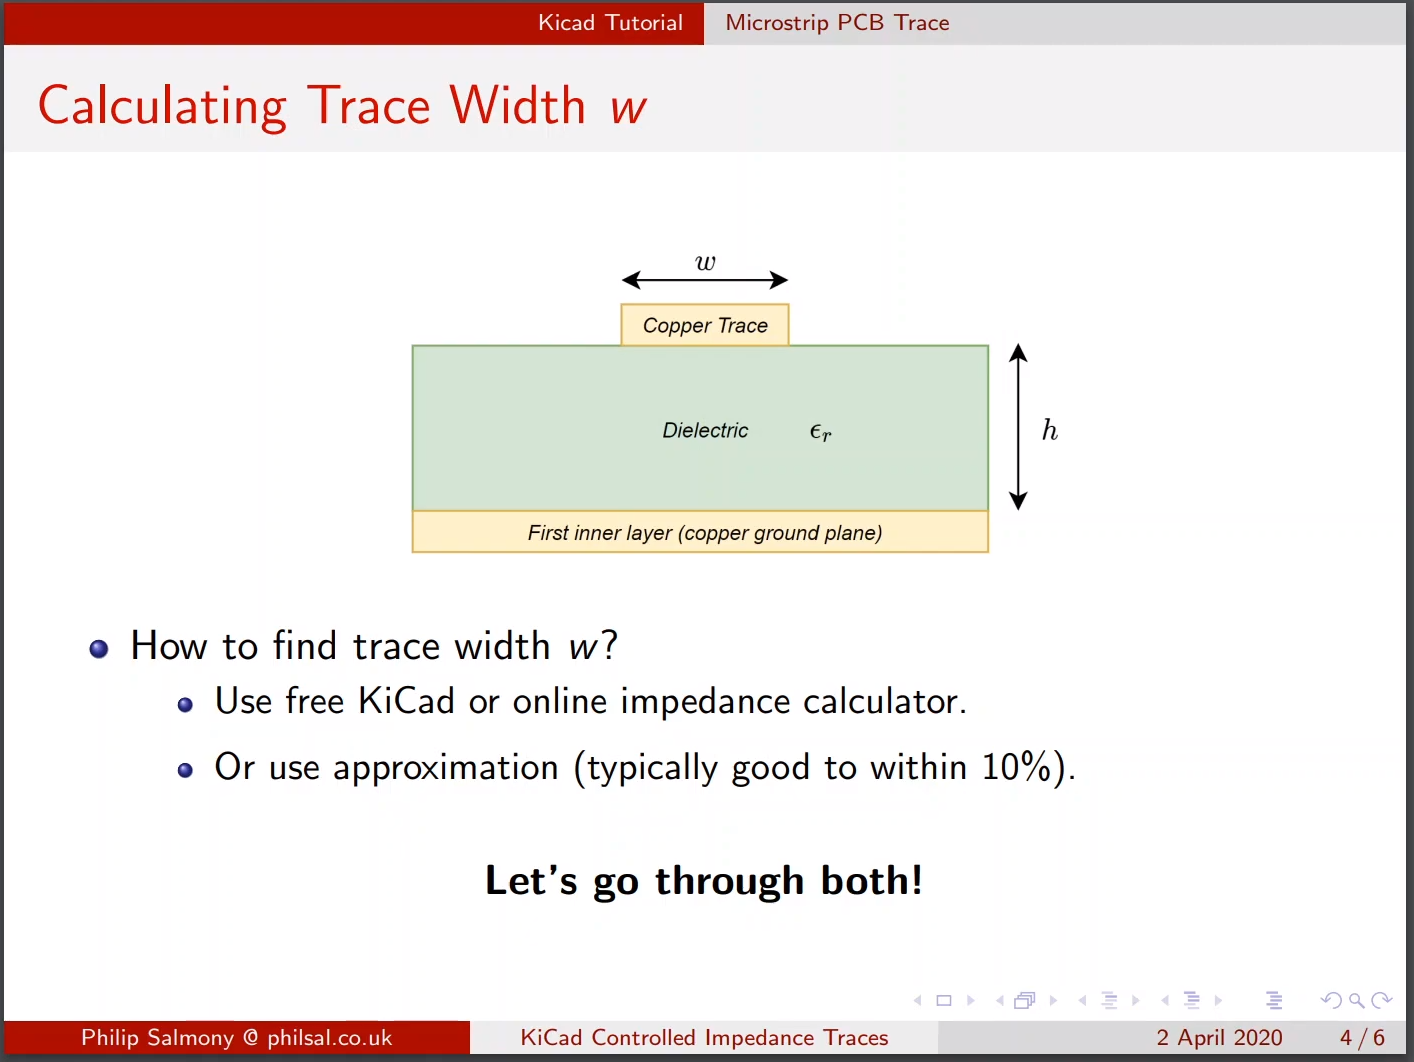 Kicad Tutorial Microstrip PCB Trace
Calculating Trace Width w
w
Copper Trace
Dielectric ϵr
h
First inner layer (copper ground plane)
How to find trace width w?
Use free KiCad or online impedance calculator.
Or use approximation (typically good to within 10%).
Let's go through both!
Philip Salmony @ philsal.co.uk KiCad Controlled Impedance Traces 2 April 2020 4 / 6